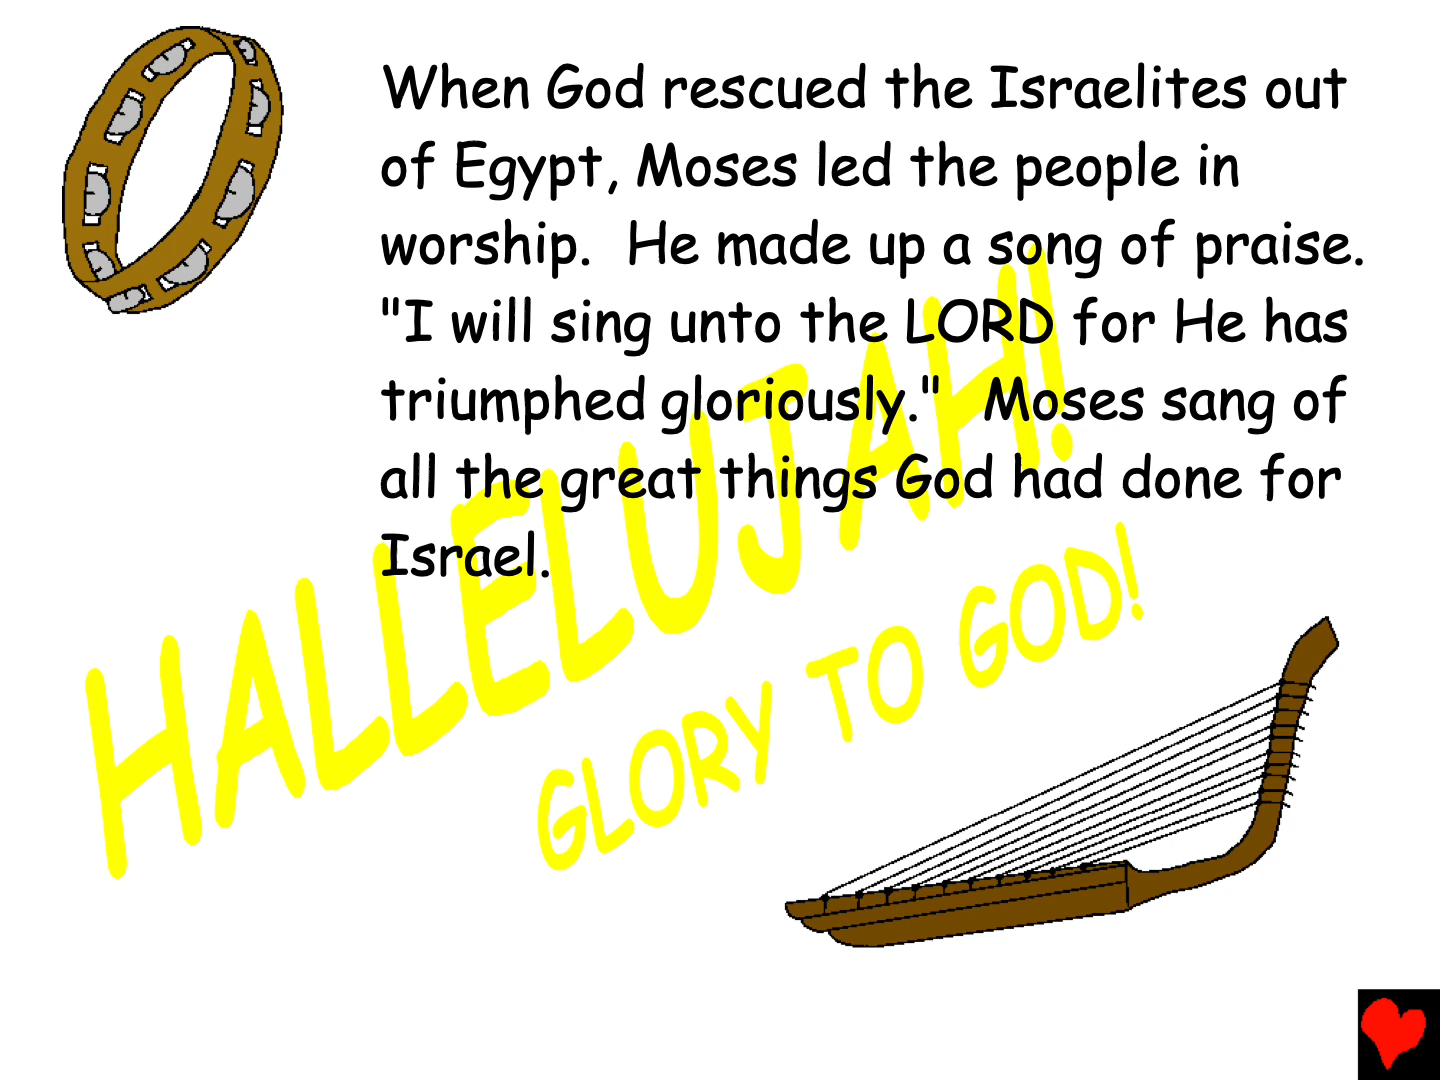 When God rescued the Israelites out
of Egypt, Moses led the people in
worship.  He made up a song of praise.
"I will sing unto the LORD for He has
triumphed gloriously."  Moses sang of
all the great things God had done for
Israel.
HALLELUJAH!
GLORY TO GOD!